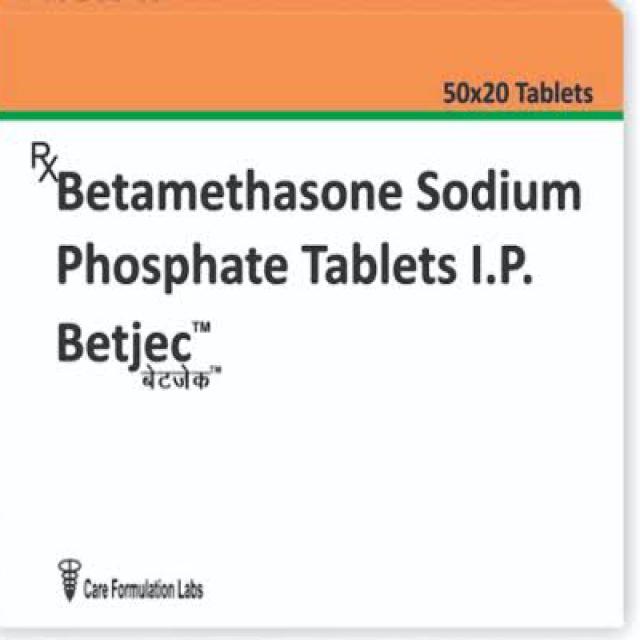 50x20 Tablets
Rx
Betamethasone Sodium
Phosphate Tablets I.P.
Betjec™
बेटजेक™
Care Formulation Labs